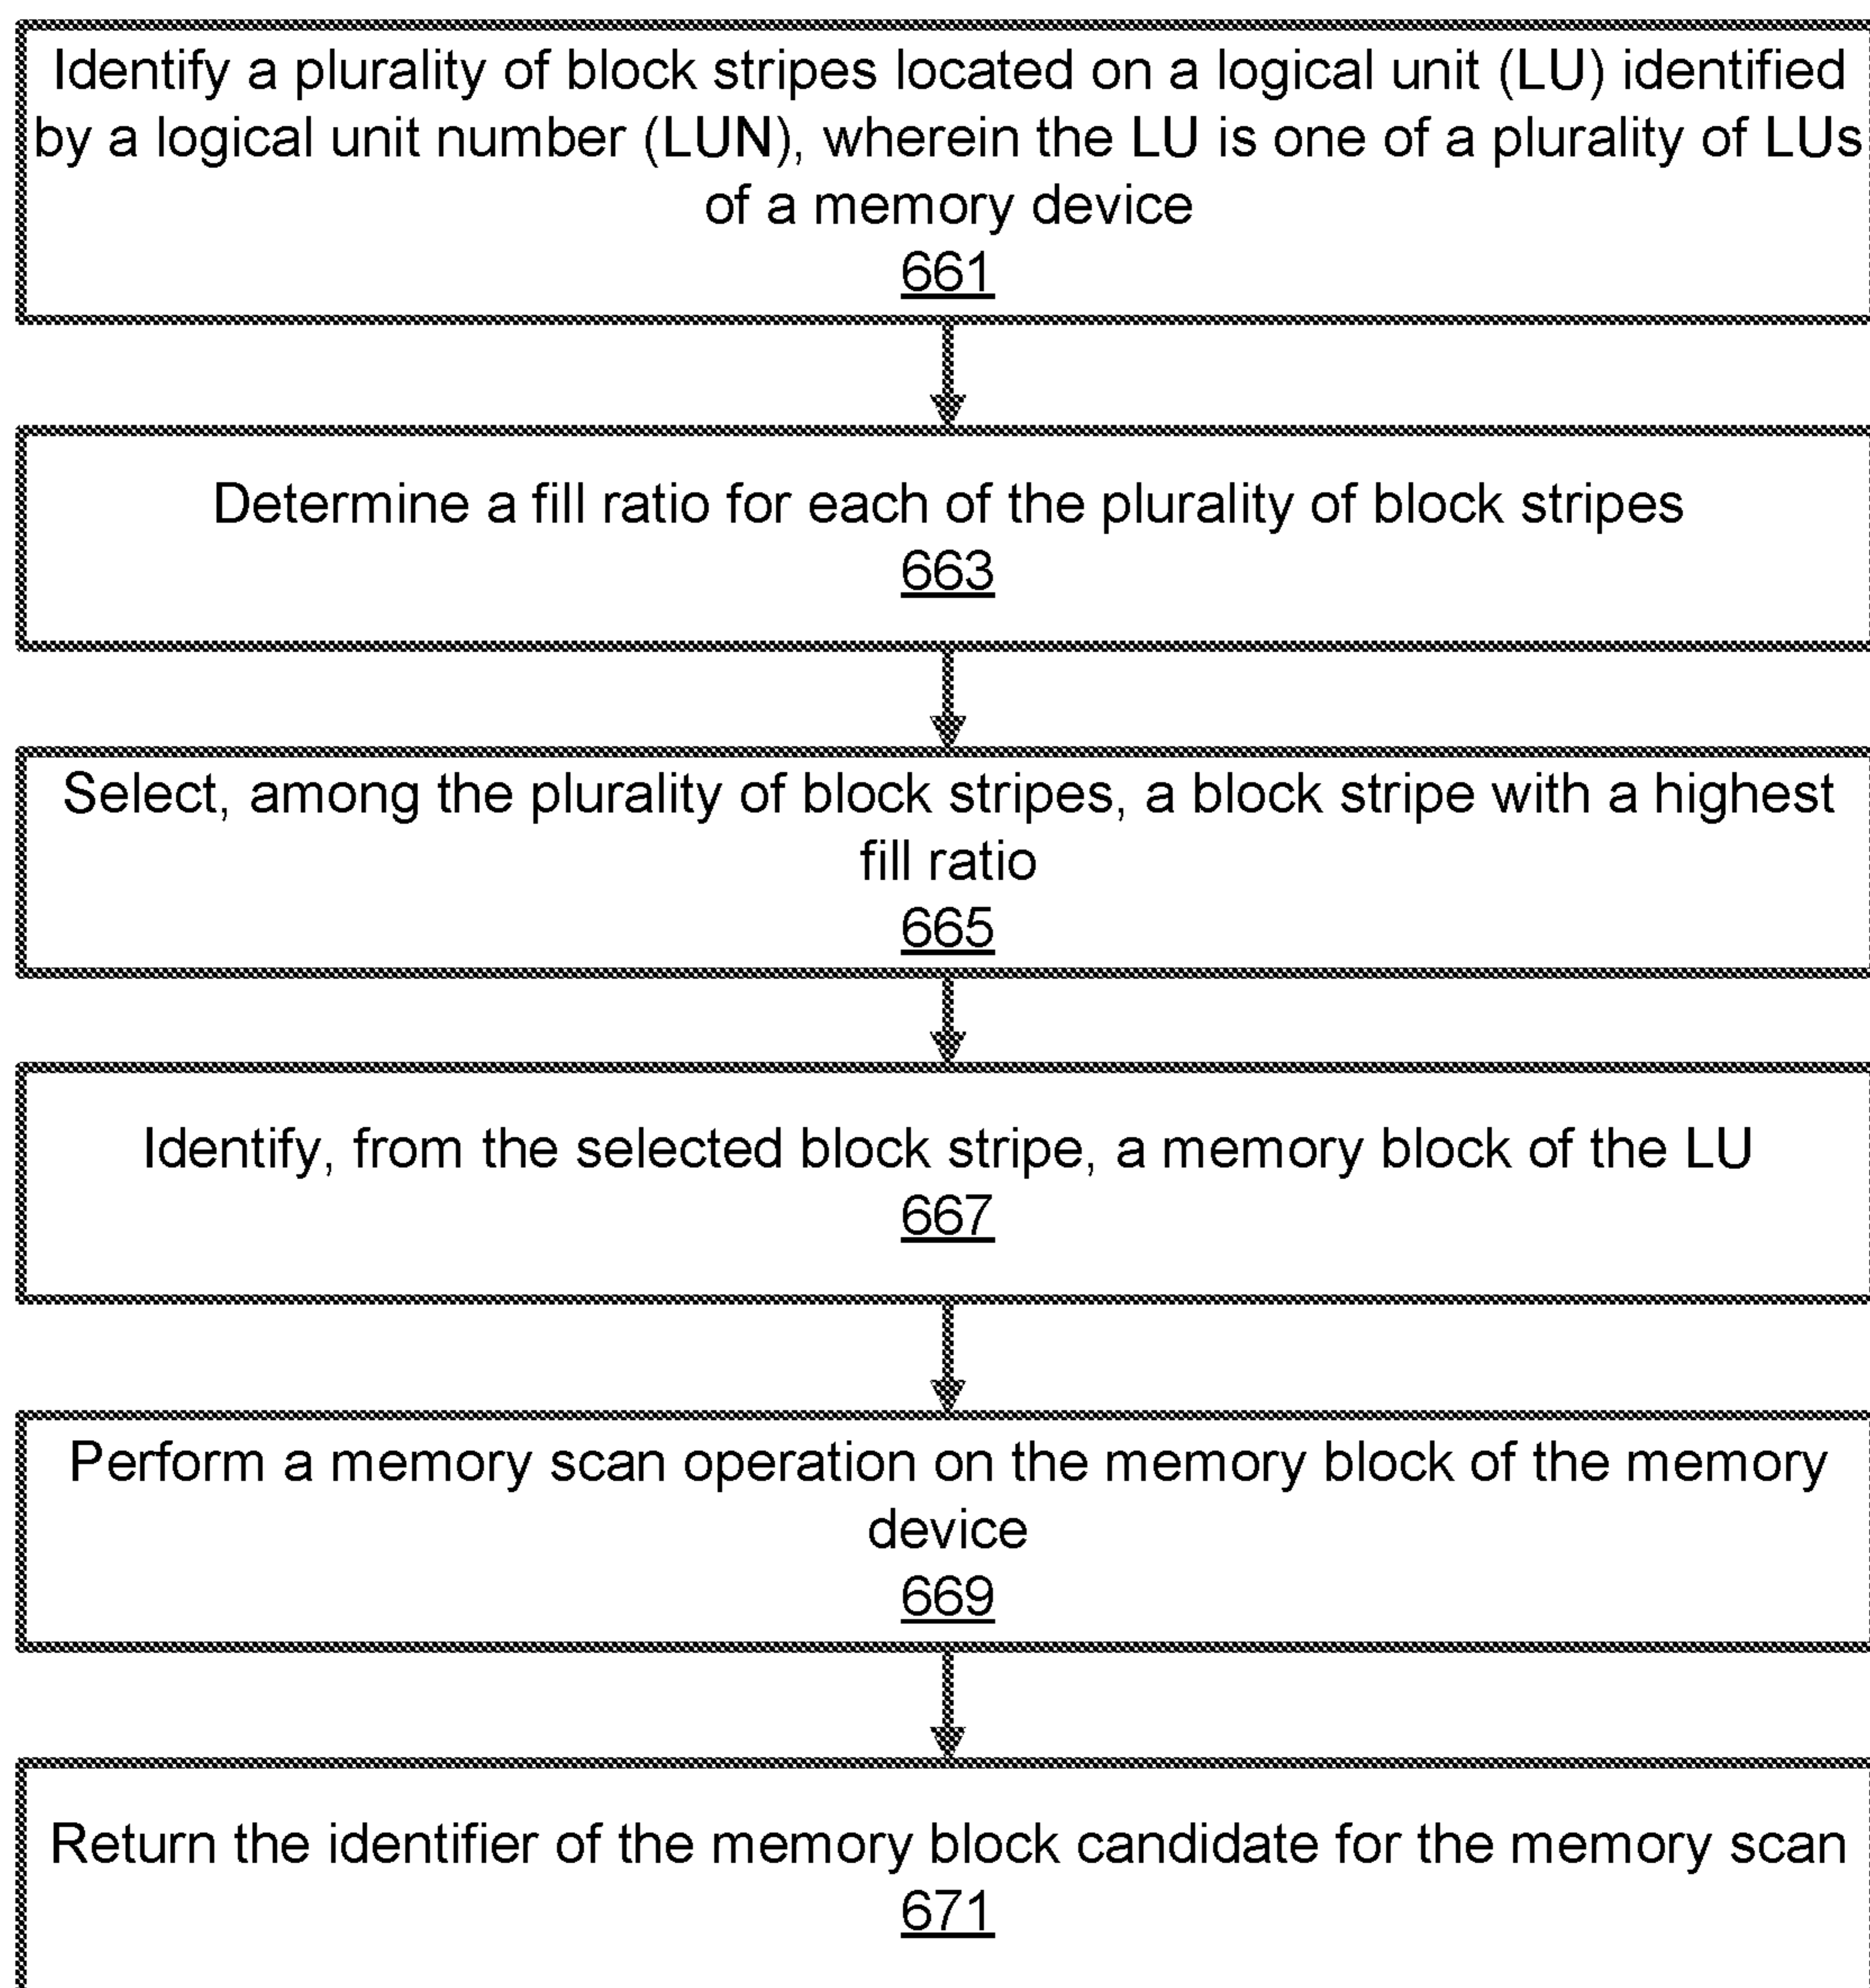 Identify a plurality of block stripes located on a logical unit (LU) identified
by a logical unit number (LUN), wherein the LU is one of a plurality of LUs
of a memory device
661
Determine a fill ratio for each of the plurality of block stripes
663
Select, among the plurality of block stripes, a block stripe with a highest
fill ratio
665
Identify, from the selected block stripe, a memory block of the LU
667
Perform a memory scan operation on the memory block of the memory
device
669
Return the identifier of the memory block candidate for the memory scan
671